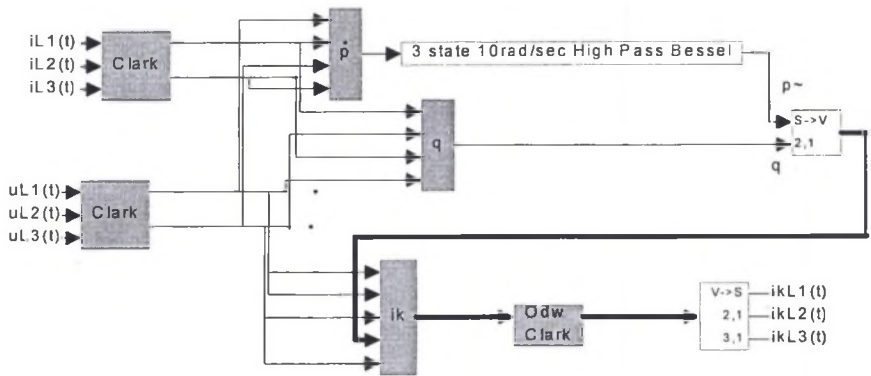 iL1(t)
iL2(t)
iL3(t)
Clark
p
3 state 10rad/sec High Pass Bessel
p~
S->V
2,1
q
q
uL1(t)
uL2(t)
uL3(t)
Clark
ik
Odw
Clark
V->S
2,1
3,1
ikL1(t)
ikL2(t)
ikL3(t)